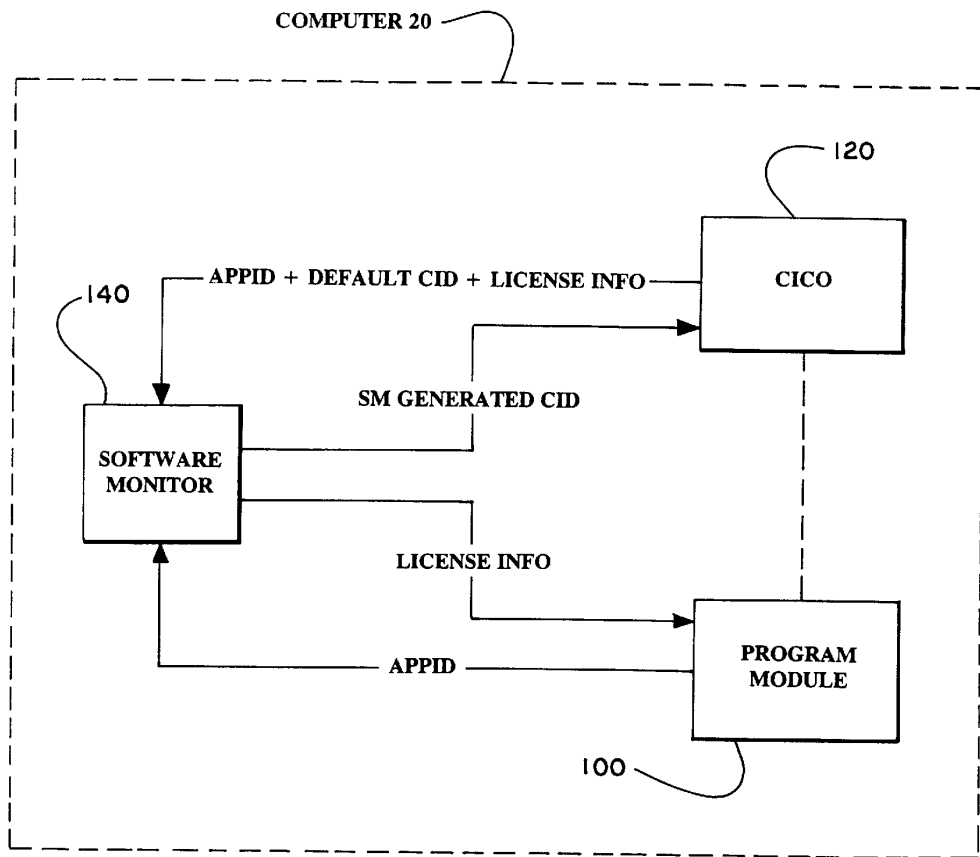 COMPUTER 20
120
CICO
APPID + DEFAULT CID + LICENSE INFO
140
SM GENERATED CID
SOFTWARE
MONITOR
LICENSE INFO
APPID
PROGRAM
MODULE
100